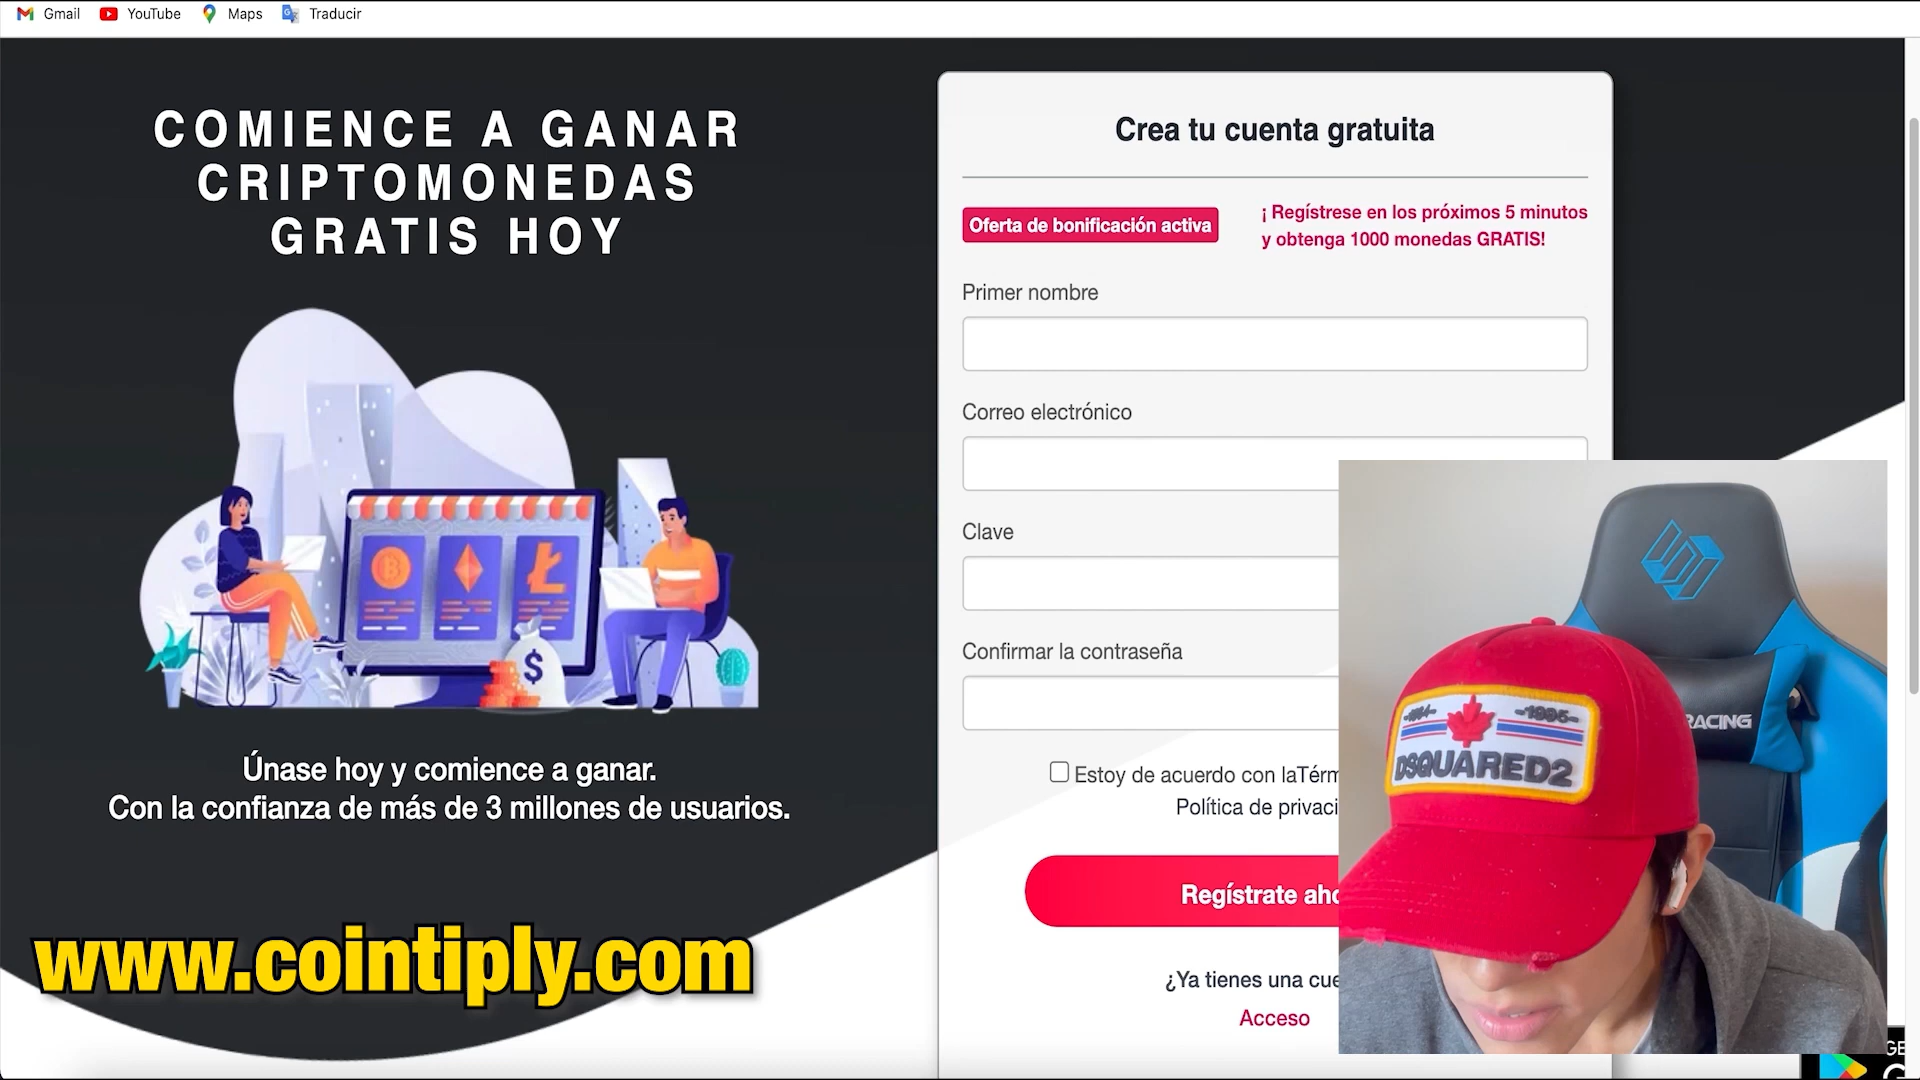 Gmail YouTube Maps Traducir
COMIENCE A GANAR
CRIPTOMONEDAS
GRATIS HOY
Únase hoy y comience a ganar.
Con la confianza de más de 3 millones de usuarios.
www.cointiply.com
Crea tu cuenta gratuita
Oferta de bonificación activa
¡ Regístrese en los próximos 5 minutos
y obtenga 1000 monedas GRATIS!
Primer nombre
Correo electrónico
Clave
Confirmar la contraseña
Estoy de acuerdo con laTérm
Política de privaci
Regístrate aho
¿Ya tienes una cue
Acceso
RACING
-1995-
DSQUARED2
GE